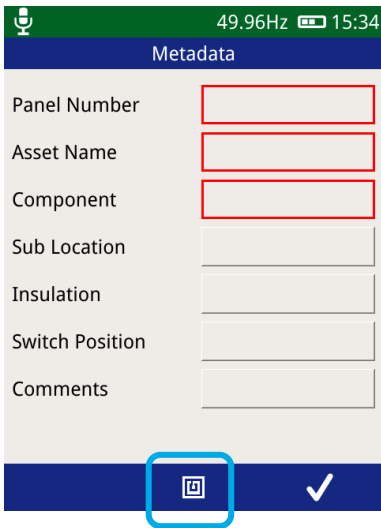 49.96Hz 15:34
Metadata
Panel Number
Asset Name
Component
Sub Location
Insulation
Switch Position
Comments